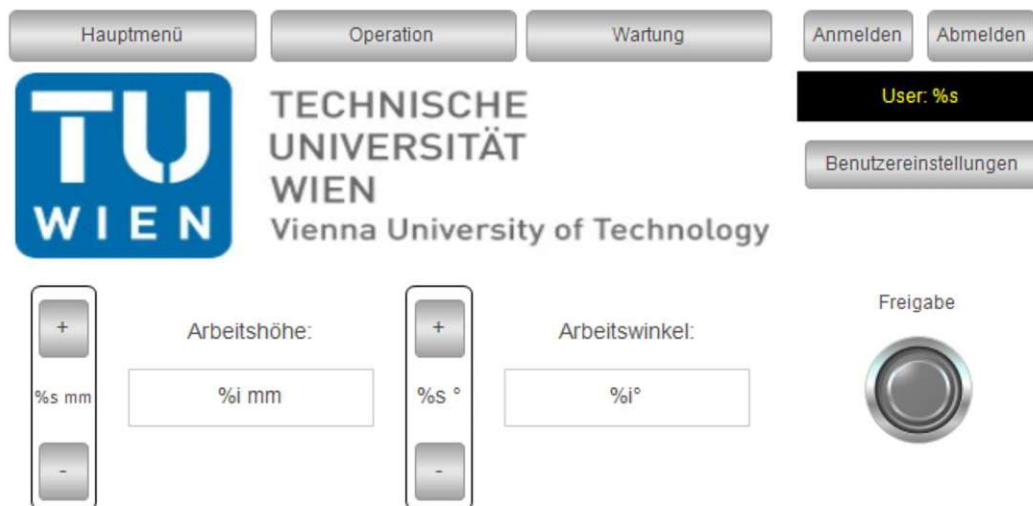 Hauptmenü
Operation
Wartung
Anmelden
Abmelden
User: %s
Benutzereinstellungen
TU
WIEN
TECHNISCHE
UNIVERSITÄT
WIEN
Vienna University of Technology
+
%s mm
-
Arbeitshöhe:
%i mm
+
%s °
-
Arbeitswinkel:
%i°
Freigabe